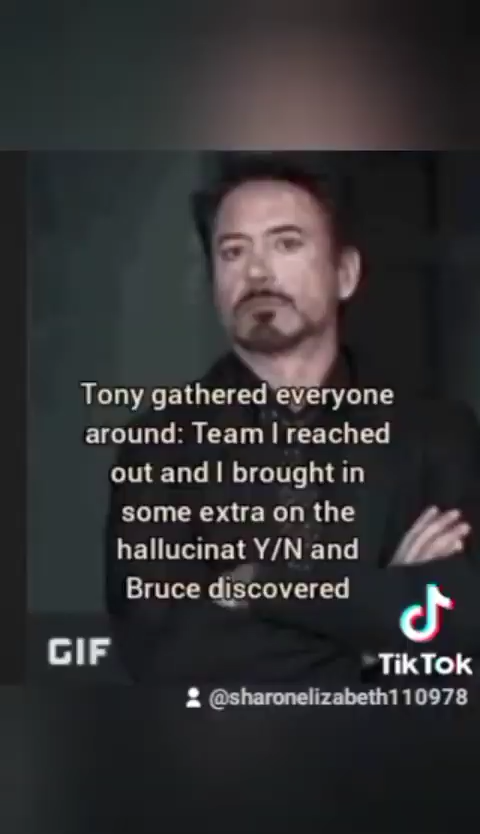 Tony gathered everyone
around: Team I reached
out and I brought in
some extra on the
hallucinat Y/N and
Bruce discovered
GIF
TikTok
@sharonelizabeth110978